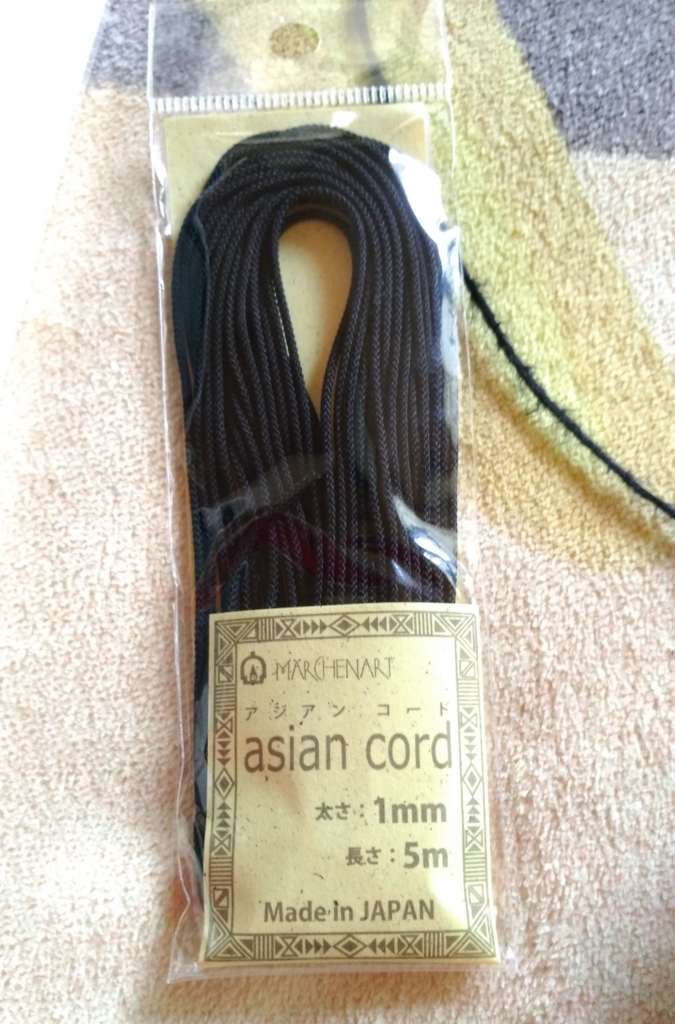 MÄRCHENART
アジアン コード
asian cord
太さ：1mm
長さ：5m
Made in JAPAN